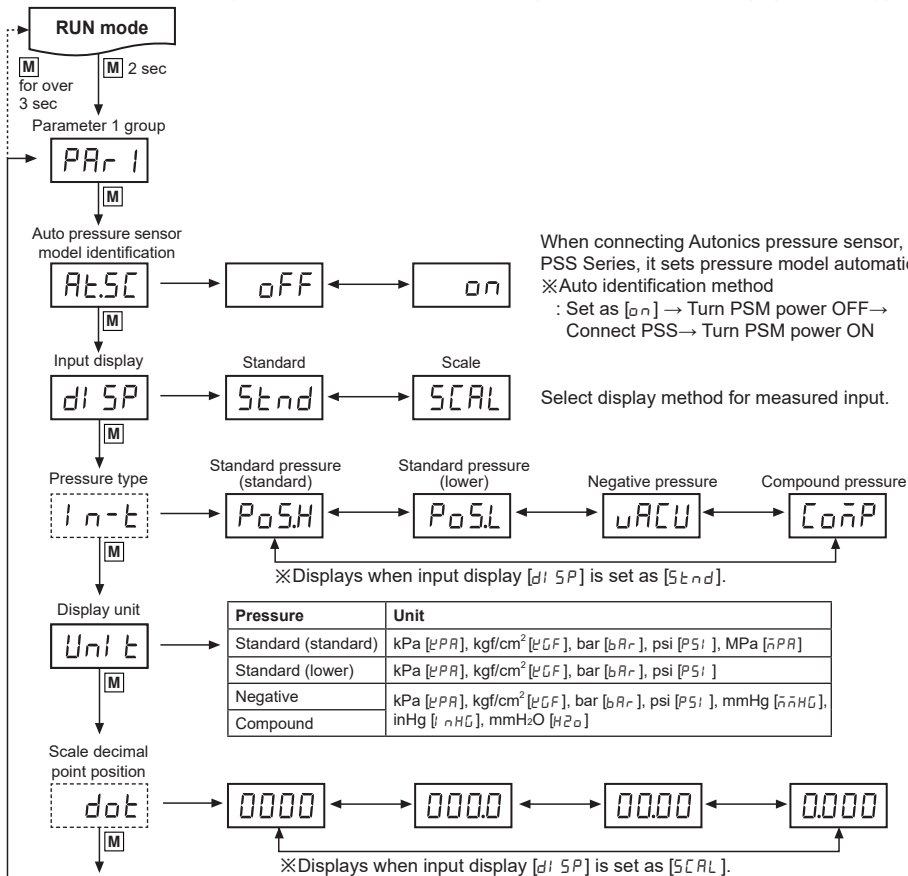 RUN mode
M
for over
3 sec
M 2 sec
Parameter 1 group
PAr 1
M
Auto pressure sensor
model identification
At.SC
oFF
on
When connecting Autonics pressure sensor,
PSS Series, it sets pressure model automatic
※Auto identification method
: Set as [on] → Turn PSM power OFF→
Connect PSS→ Turn PSM power ON
M
Input display
Standard
Scale
dI SP
Stnd
SCAL
Select display method for measured input.
M
Pressure type
Standard pressure
(standard)
Standard pressure
(lower)
Negative pressure
Compound pressure
I n-t
PoS.H
PoS.L
vACU
CoMP
※Displays when input display [dI SP] is set as [Stnd].
M
Display unit
UnI t
Pressure Unit
Standard (standard) kPa [KPA], kgf/cm² [KGF], bar [bAr], psi [PSI ], MPa [MPA]
Standard (lower) kPa [KPA], kgf/cm² [KGF], bar [bAr], psi [PSI ]
Negative
Compound
kPa [KPA], kgf/cm² [KGF], bar [bAr], psi [PSI ], mmHg [MMHG],
inHg [I nHG], mmH₂O [H2o]
M
Scale decimal
point position
dot
0000
000.0
00.00
0.000
M
※Displays when input display [dI SP] is set as [SCAL].